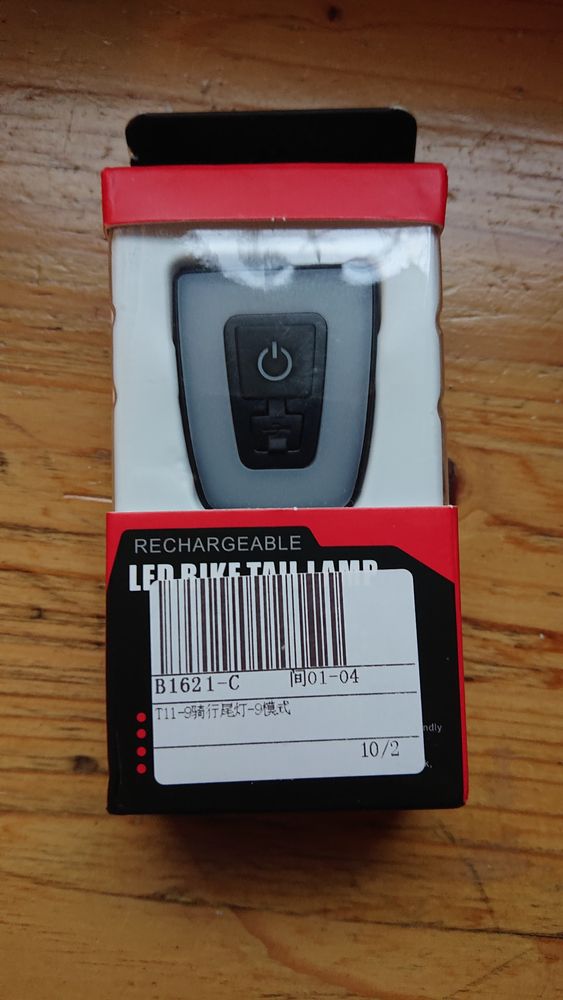 RECHARGEABLE
LED BIKE TAIL LAMP
B1621-C 间01-04
T11-9骑行尾灯-9模式
ndly
10/2